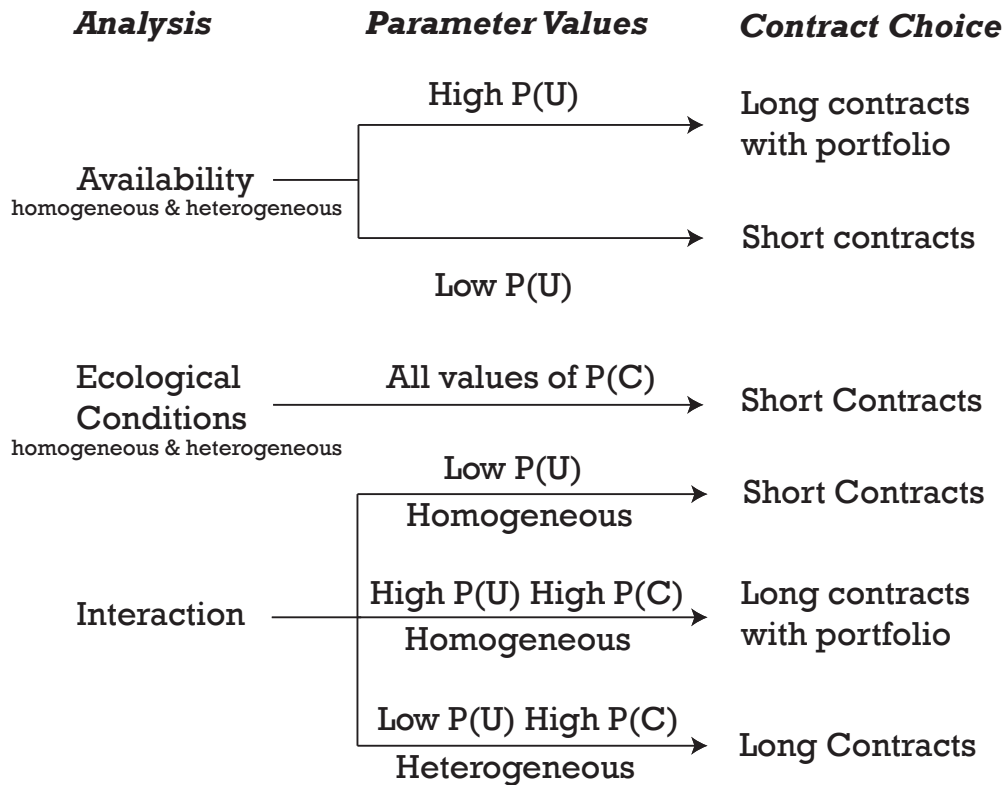 Analysis
Parameter Values
Contract Choice
High P(U)
Long contracts
with portfolio
Availability
homogeneous & heterogeneous
Short contracts
Low P(U)
Ecological
Conditions
homogeneous & heterogeneous
All values of P(C)
Short Contracts
Low P(U)
Homogeneous
Short Contracts
Interaction
High P(U) High P(C)
Homogeneous
Long contracts
with portfolio
Low P(U) High P(C)
Heterogeneous
Long Contracts